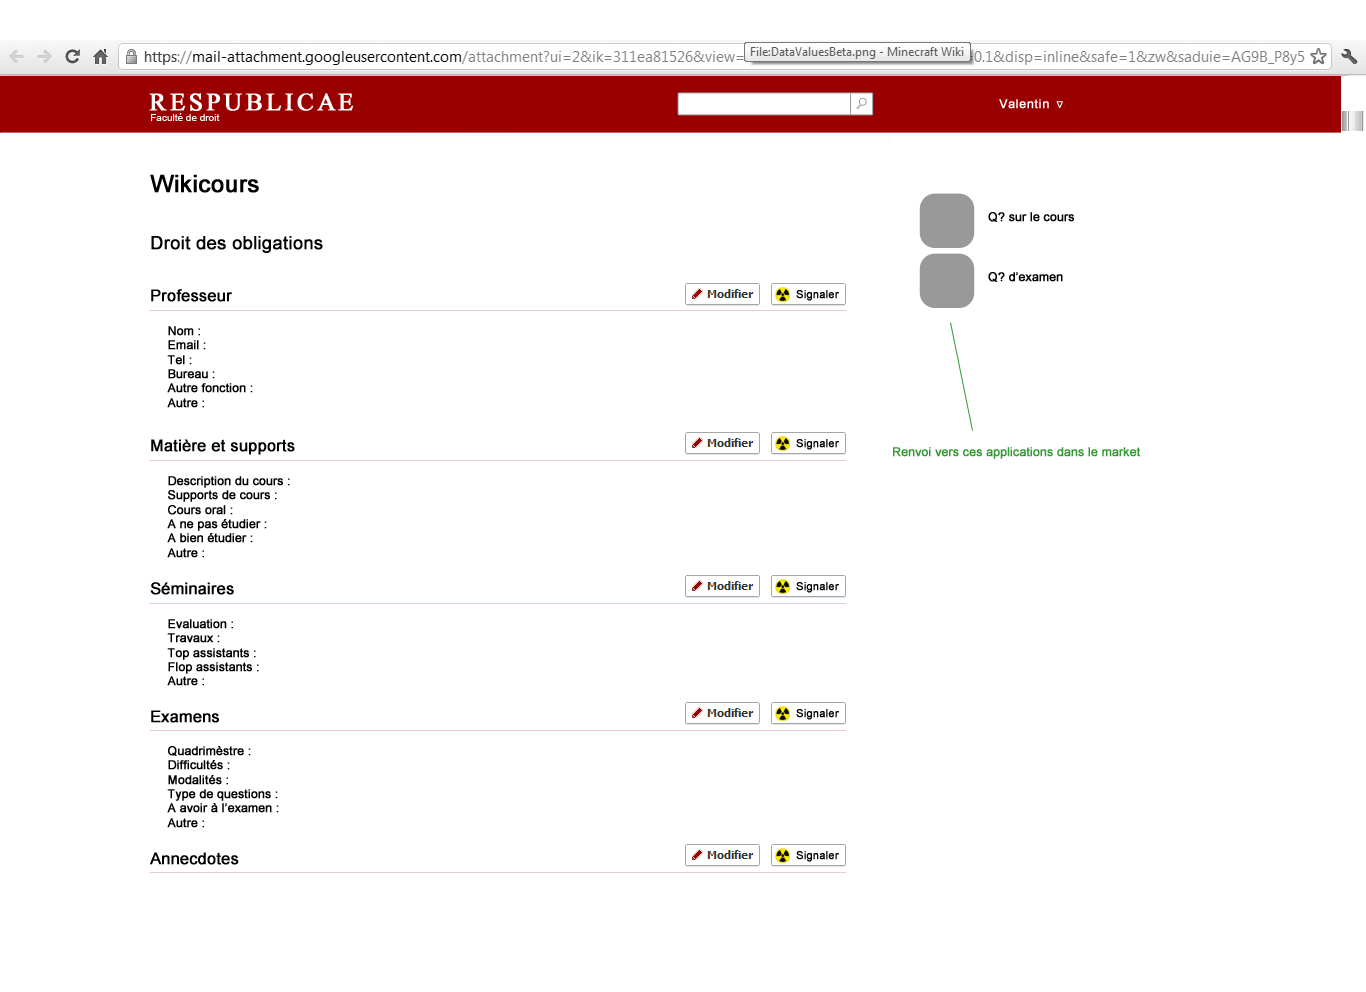 https://mail-attachment.googleusercontent.com/attachment?ui=2&ik=311ea81526&view= File:DataValuesBeta.png - Minecraft Wiki 0.1&disp=inline&safe=1&zw&saduie=AG9B_P8y5
RESPUBLICAE
Faculté de droit
Valentin
Wikicours
Q? sur le cours
Droit des obligations
Q? d'examen
Professeur Modifier Signaler
Nom :
Email :
Tel :
Bureau :
Autre fonction :
Autre :
Matière et supports Modifier Signaler
Renvoi vers ces applications dans le market
Description du cours :
Supports de cours :
Cours oral :
A ne pas étudier :
A bien étudier :
Autre :
Séminaires Modifier Signaler
Evaluation :
Travaux :
Top assistants :
Flop assistants :
Autre :
Examens Modifier Signaler
Quadrimèstre :
Difficultés :
Modalités :
Type de questions :
A avoir à l'examen :
Autre :
Annecdotes Modifier Signaler